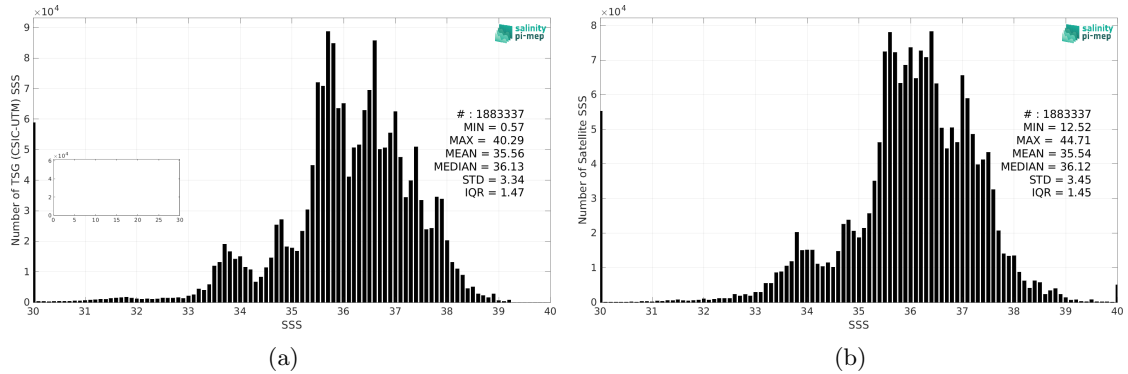 ×10⁴
9
8
7
6
5
4
3
2
1
0
Number of TSG (CSIC-UTM) SSS
salinity
pi-mep
# : 1883337
MIN = 0.57
MAX = 40.29
MEAN = 35.56
MEDIAN = 36.13
STD = 3.34
IQR = 1.47
×10⁴
6
4
2
0
0 5 10 15 20 25 30
30 31 32 33 34 35 36 37 38 39 40
SSS
(a)
×10⁴
8
7
6
5
4
3
2
1
0
Number of Satellite SSS
salinity
pi-mep
# : 1883337
MIN = 12.52
MAX = 44.71
MEAN = 35.54
MEDIAN = 36.12
STD = 3.45
IQR = 1.45
30 31 32 33 34 35 36 37 38 39 40
SSS
(b)